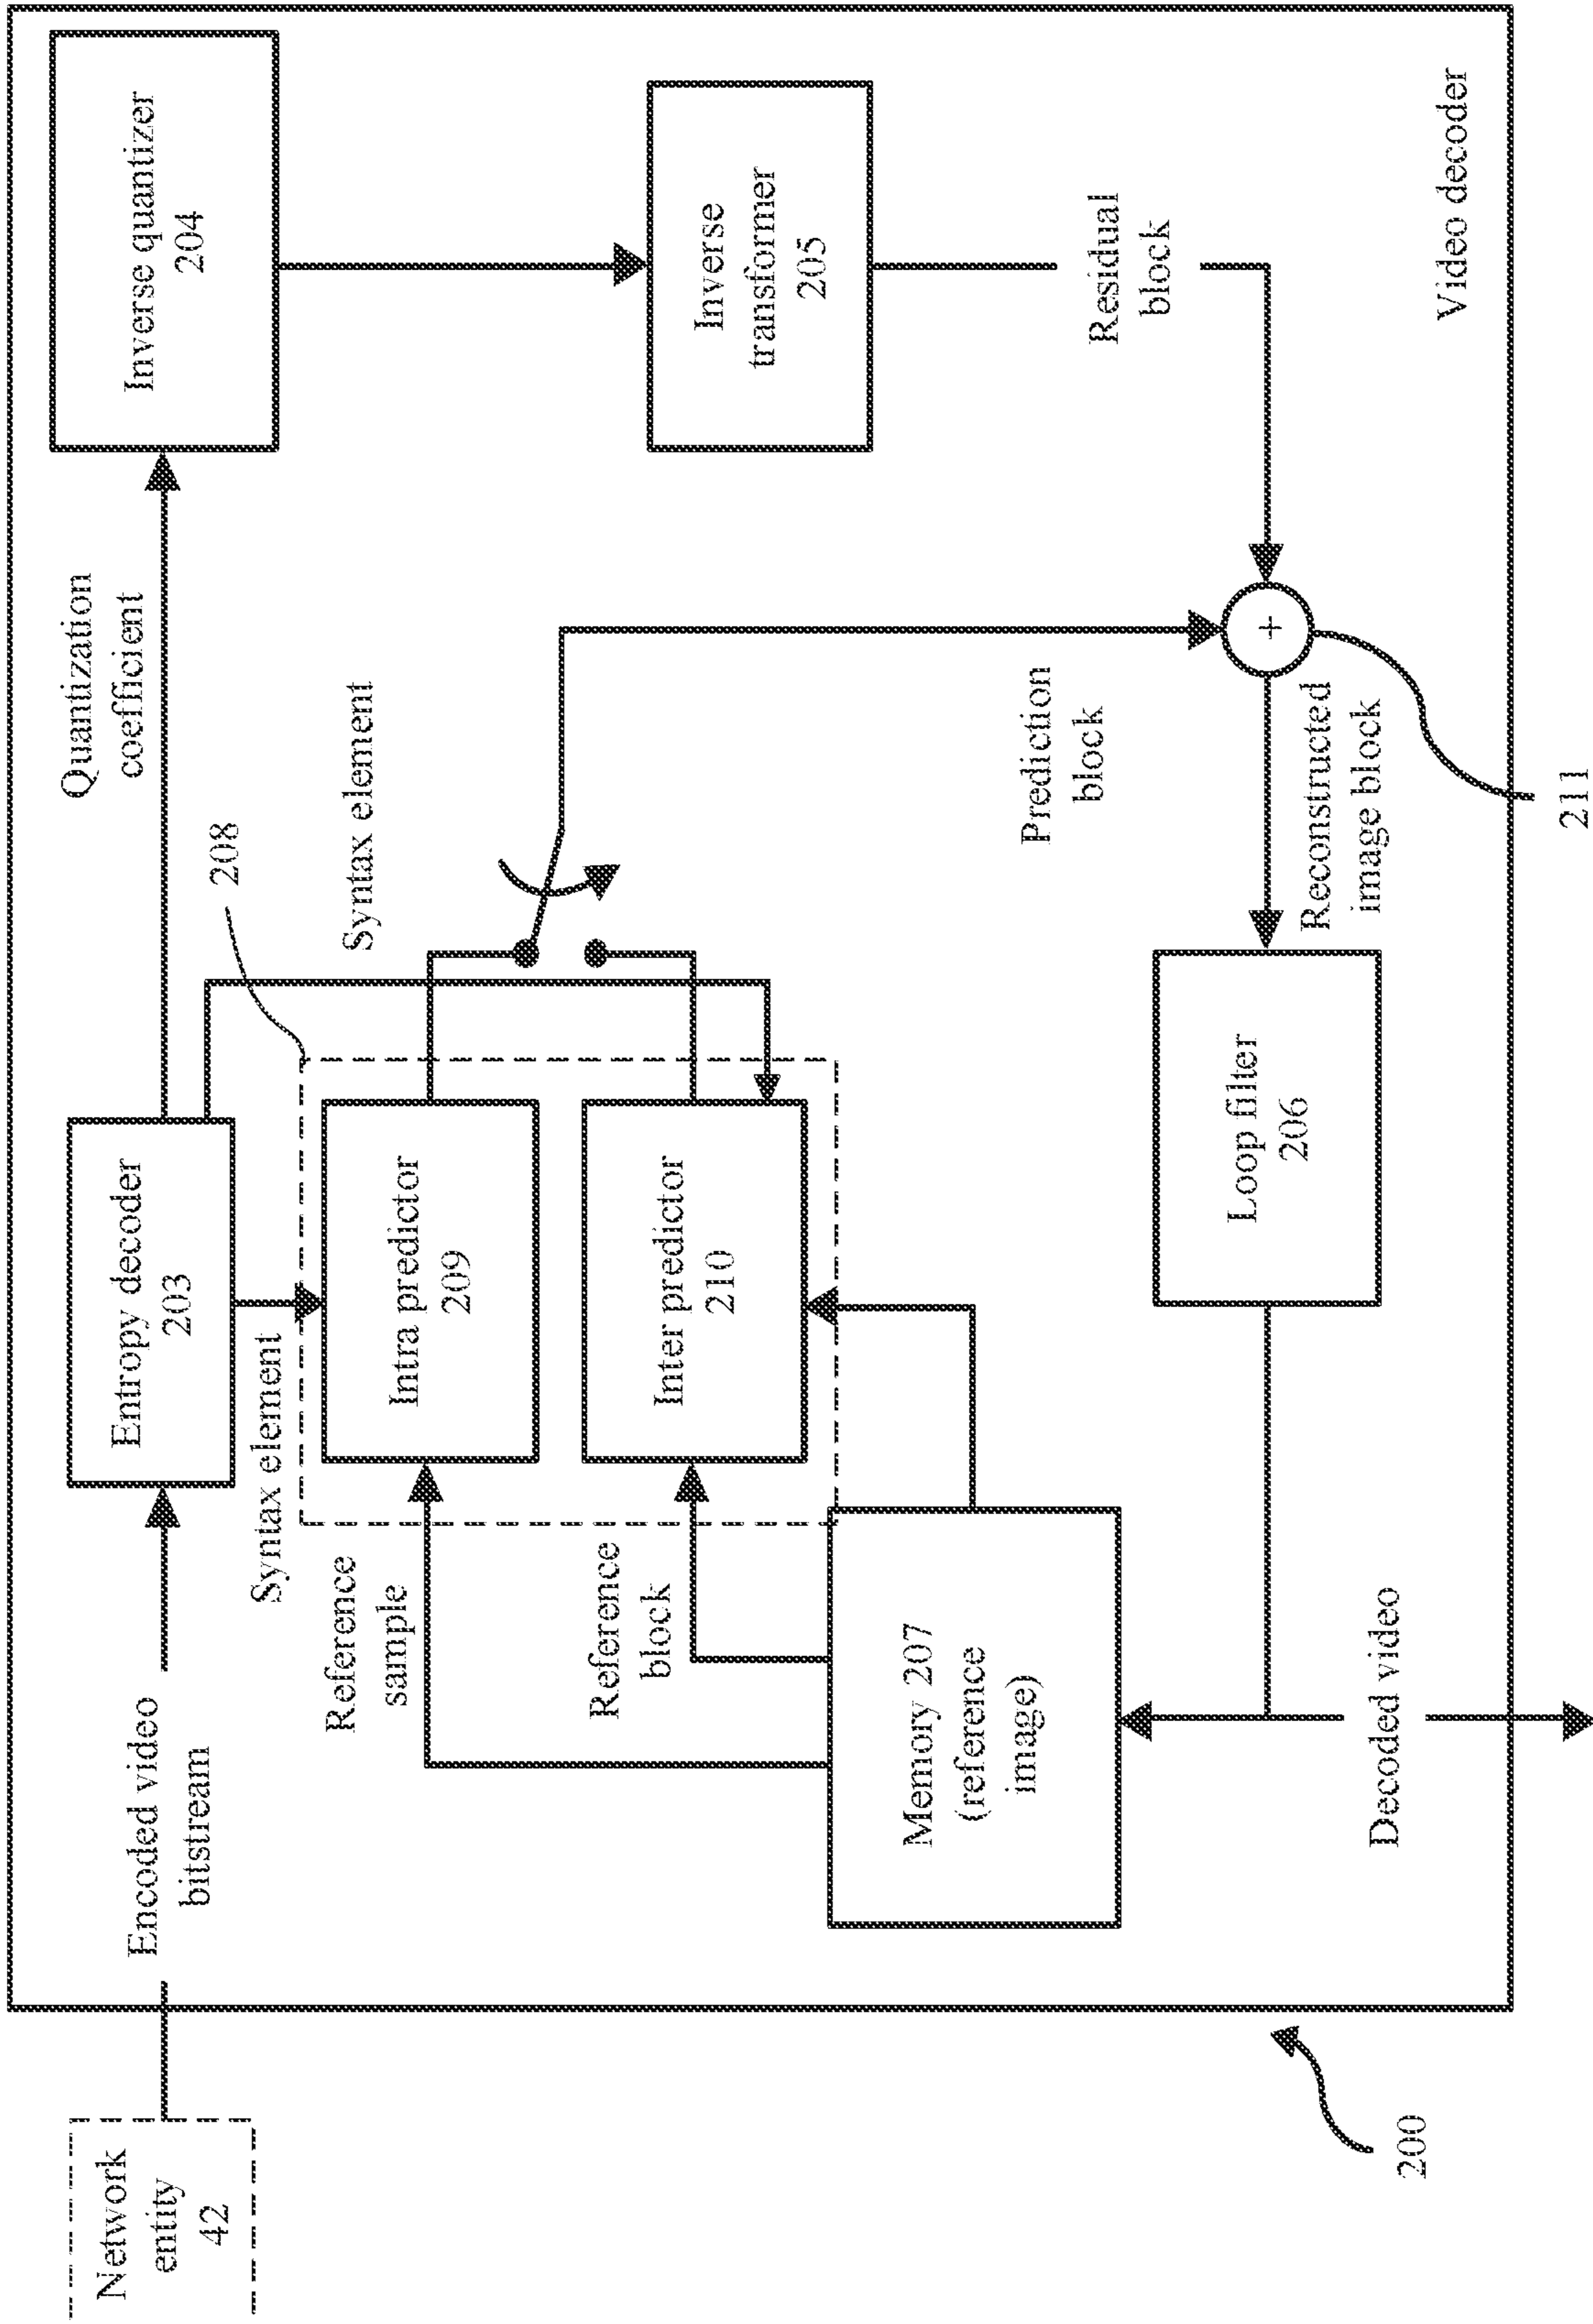 Network
entity
42
Encoded video
bitstream
Entropy decoder
203
Quantization
coefficient
Inverse quantizer
204
208
Syntax element
Syntax element
Reference
sample
Intra predictor
209
Reference
block
Inter predictor
210
Inverse
transformer
205
Memory 207
(reference
image)
Prediction
block
Residual
block
Loop filter
206
Reconstructed
image block
+
Decoded video
Video decoder
200
211